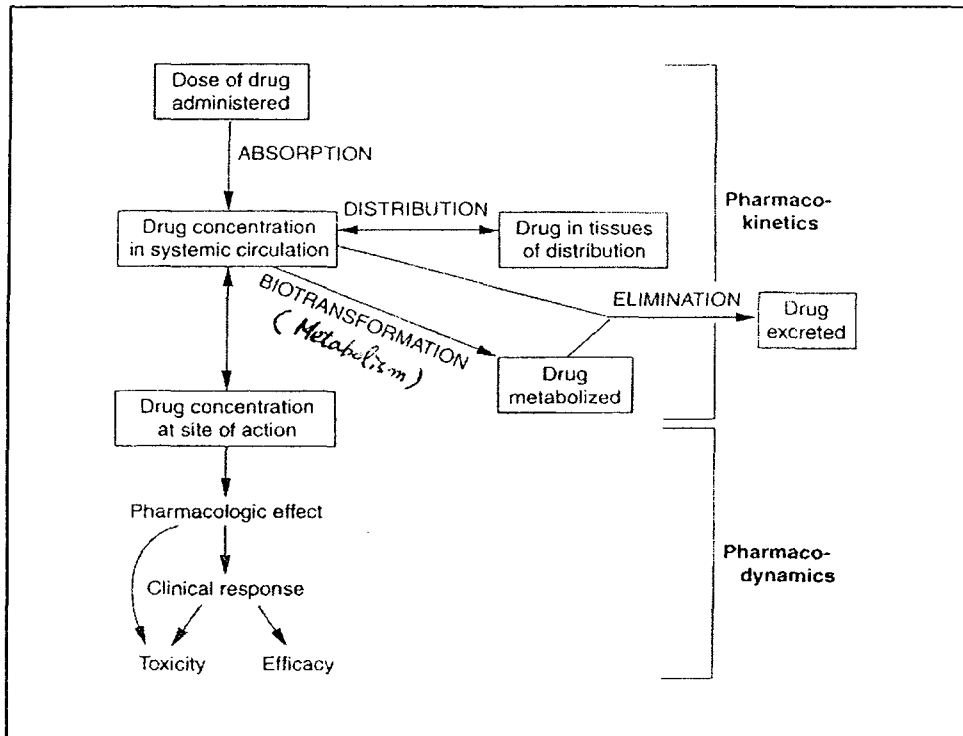 Dose of drug
administered
ABSORPTION
Drug concentration
in systemic circulation
DISTRIBUTION
Drug in tissues
of distribution
BIOTRANSFORMATION
(Metabolism)
Drug
metabolized
ELIMINATION
Drug
excreted
Pharmaco-
kinetics
Drug concentration
at site of action
Pharmacologic effect
Clinical response
Toxicity
Efficacy
Pharmaco-
dynamics